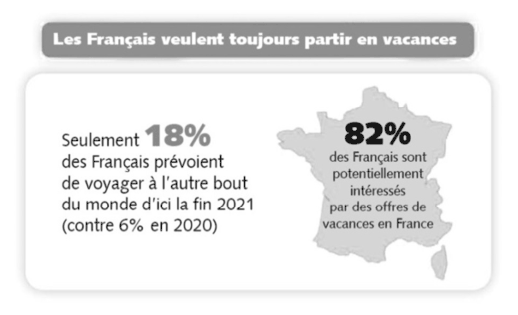 Les Français veulent toujours partir en vacances
Seulement 18%
des Français prévoient
de voyager à l'autre bout
du monde d'ici la fin 2021
(contre 6% en 2020)
82%
des Français sont
potentiellement
intéressés
par des offres de
vacances en France